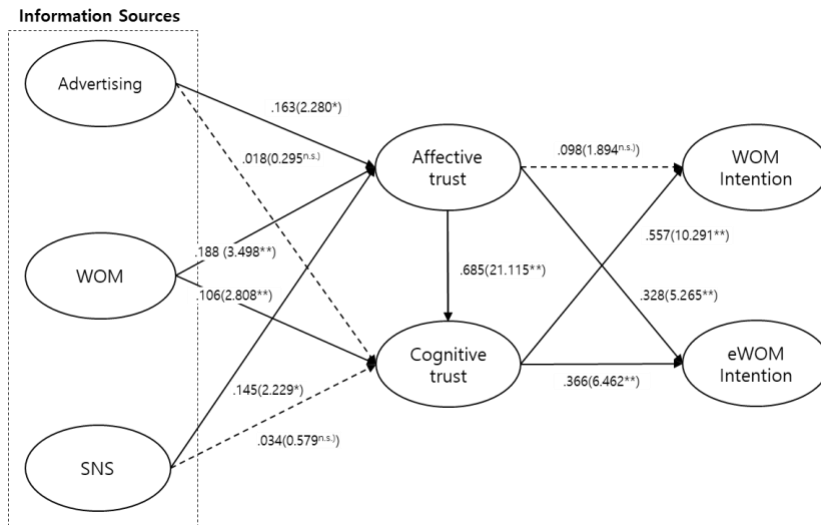 Information Sources
Advertising
.163(2.280*)
.018(0.295n.s.)
Affective
trust
.098(1.894n.s.)
WOM
Intention
.188 (3.498**)
.557(10.291**)
WOM
.685(21.115**)
.106(2.808**)
.328(5.265**)
Cognitive
trust
eWOM
Intention
.145(2.229*)
.366(6.462**)
.034(0.579n.s.)
SNS